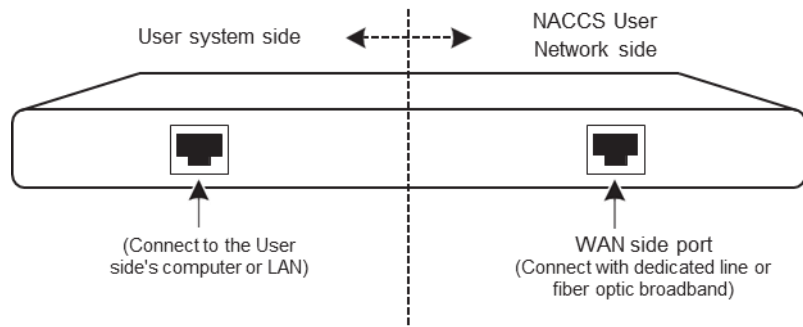 User system side
NACCS User
Network side
(Connect to the User
side's computer or LAN)
WAN side port
(Connect with dedicated line or
fiber optic broadband)